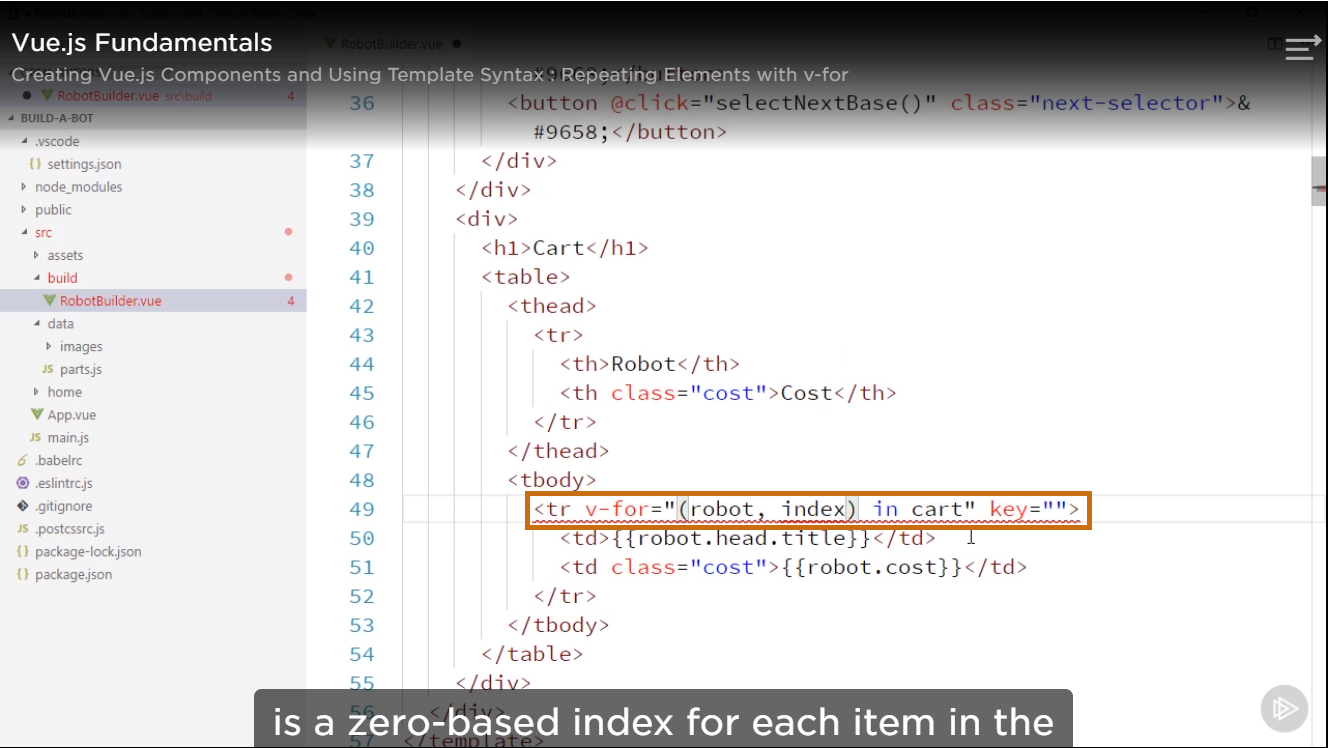 Vue.js Fundamentals
RobotBuilder.vue
Creating Vue.js Components and Using Template Syntax : Repeating Elements with v-for
#9660;</button>
RobotBuilder.vue src\build 4
BUILD-A-BOT
.vscode
{} settings.json
node_modules
public
src
assets
build
RobotBuilder.vue 4
data
images
JS parts.js
home
App.vue
JS main.js
.babelrc
.eslintrc.js
.gitignore
JS .postcssrc.js
{} package-lock.json
{} package.json
36 <button @click="selectNextBase()" class="next-selector">&
#9658;</button>
37 </div>
38 </div>
39 <div>
40 <h1>Cart</h1>
41 <table>
42 <thead>
43 <tr>
44 <th>Robot</th>
45 <th class="cost">Cost</th>
46 </tr>
47 </thead>
48 <tbody>
49 <tr v-for="(robot, index) in cart" key="">
50 <td>{{robot.head.title}}</td>
51 <td class="cost">{{robot.cost}}</td>
52 </tr>
53 </tbody>
54 </table>
55 </div>
56 </div>
57 </template>
is a zero-based index for each item in the